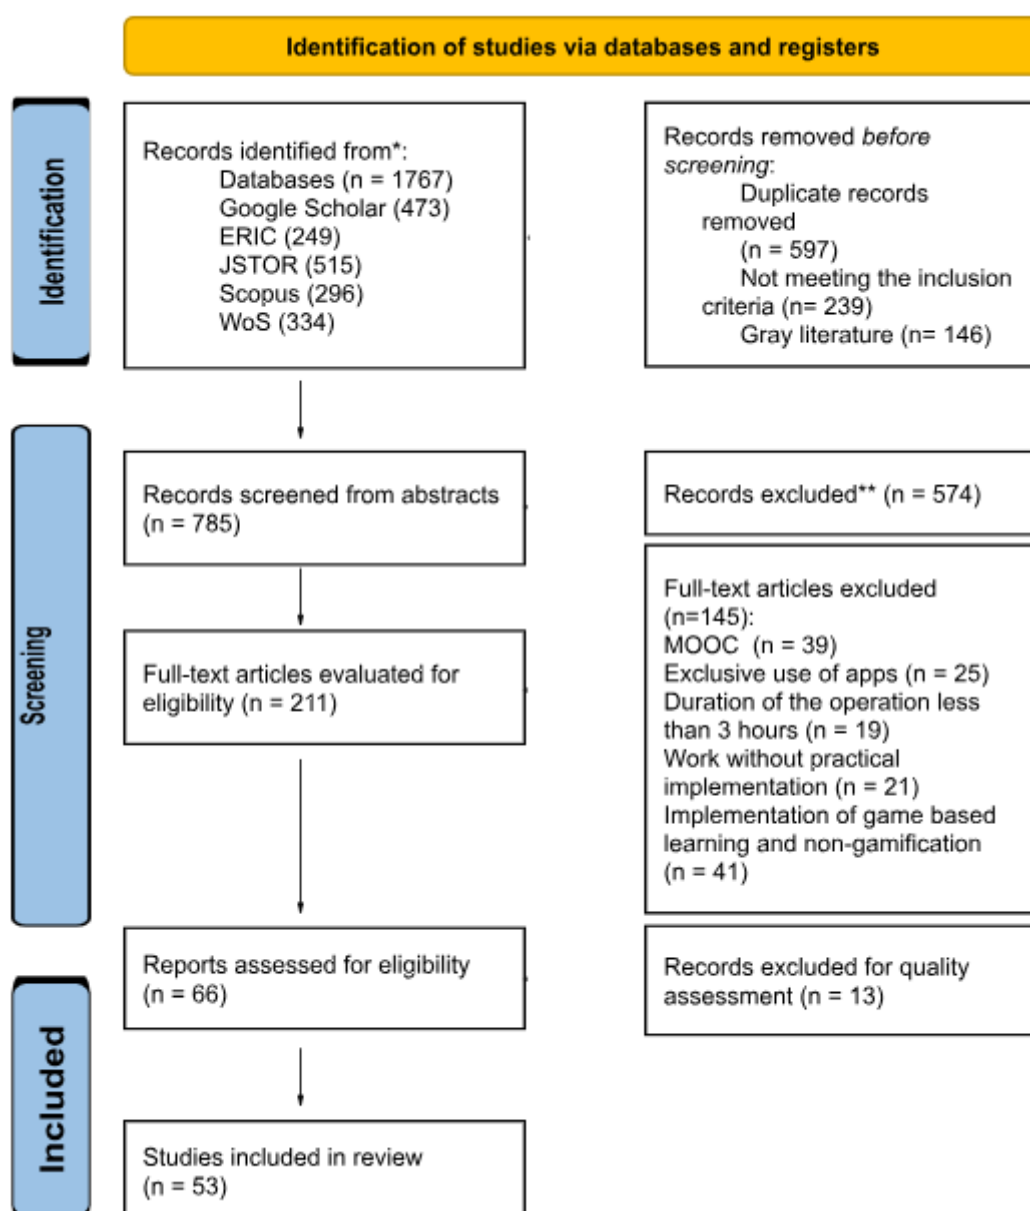 Identification of studies via databases and registers
Identification
Records identified from*:
Databases (n = 1767)
Google Scholar (473)
ERIC (249)
JSTOR (515)
Scopus (296)
WoS (334)
Records removed before
screening:
Duplicate records
removed
(n = 597)
Not meeting the inclusion
criteria (n= 239)
Gray literature (n= 146)
Screening
Records screened from abstracts
(n = 785)
Records excluded** (n = 574)
Full-text articles evaluated for
eligibility (n = 211)
Full-text articles excluded
(n=145):
MOOC (n = 39)
Exclusive use of apps (n = 25)
Duration of the operation less
than 3 hours (n = 19)
Work without practical
implementation (n = 21)
Implementation of game based
learning and non-gamification
(n = 41)
Reports assessed for eligibility
(n = 66)
Records excluded for quality
assessment (n = 13)
Included
Studies included in review
(n = 53)